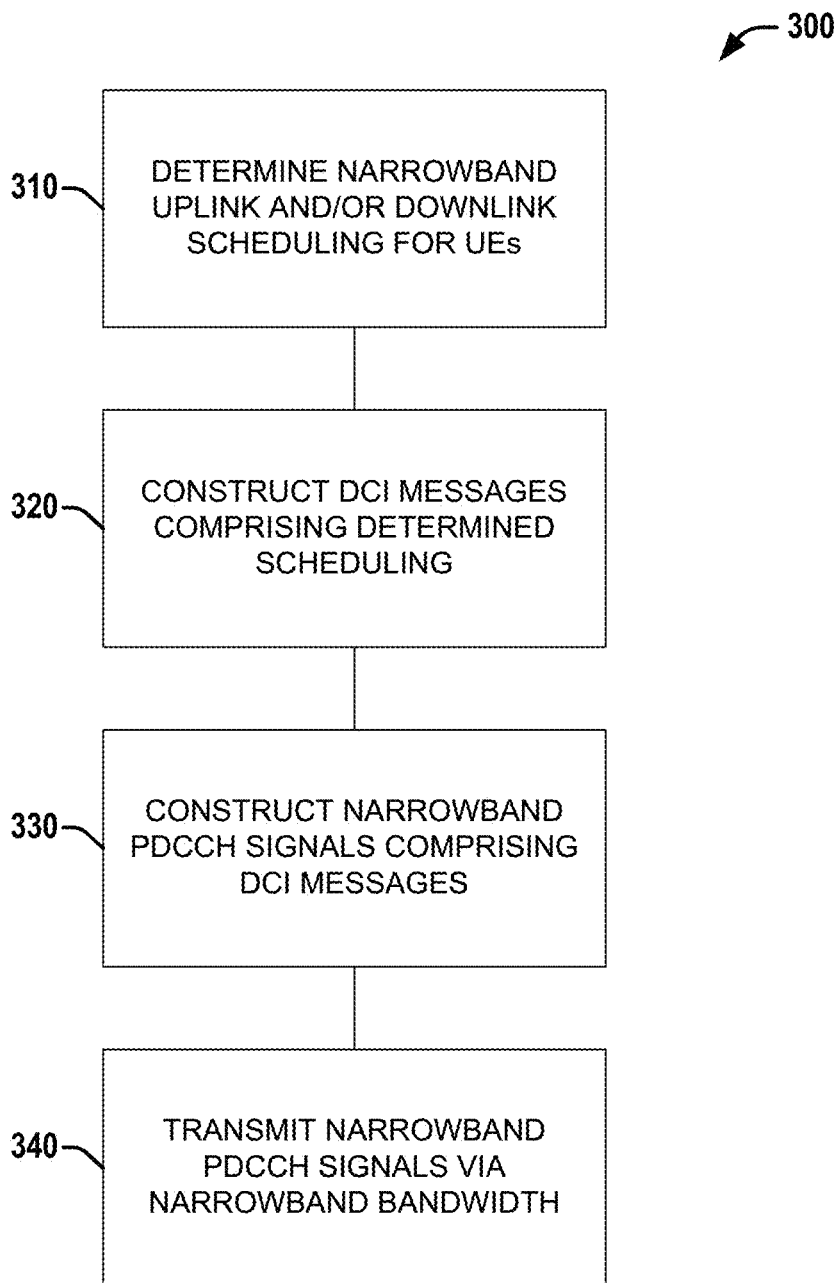 300
310
DETERMINE NARROWBAND
UPLINK AND/OR DOWNLINK
SCHEDULING FOR UEs
320
CONSTRUCT DCI MESSAGES
COMPRISING DETERMINED
SCHEDULING
330
CONSTRUCT NARROWBAND
PDCCH SIGNALS COMPRISING
DCI MESSAGES
340
TRANSMIT NARROWBAND
PDCCH SIGNALS VIA
NARROWBAND BANDWIDTH